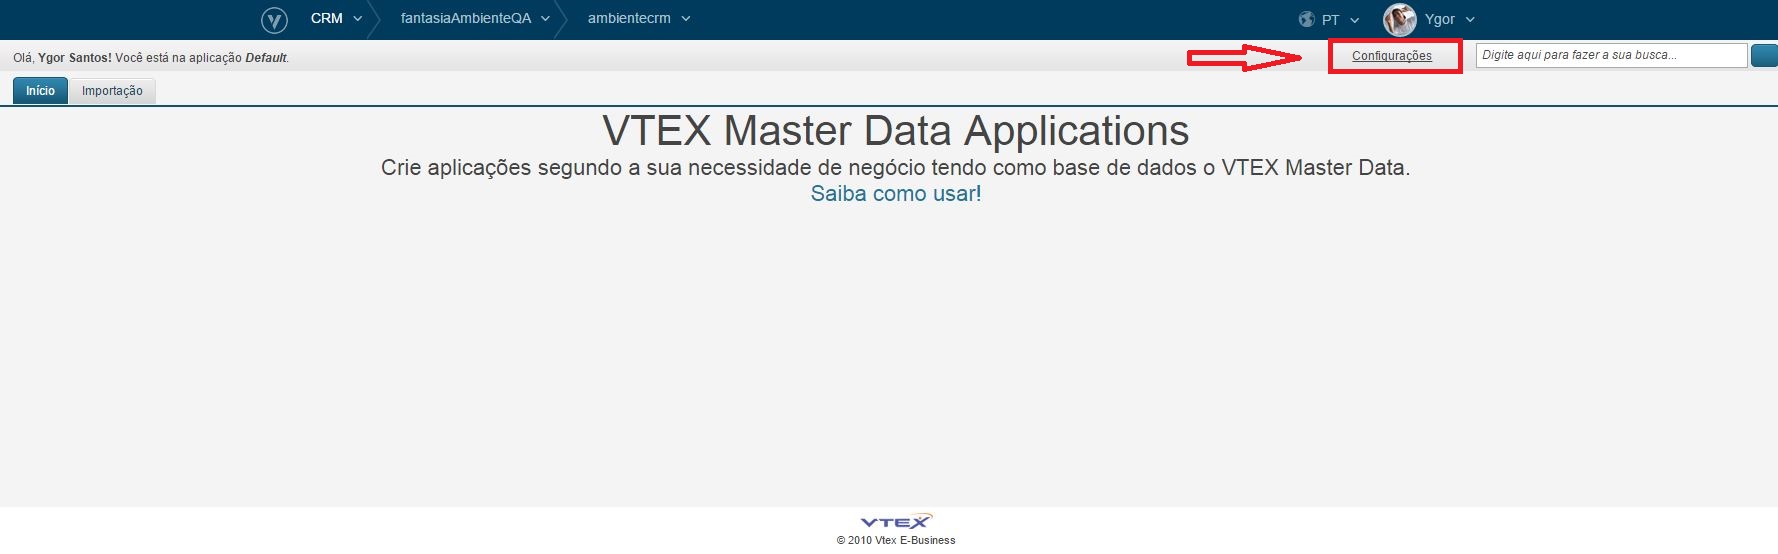 CRM fantasiaAmbienteQA ambientecrm PT Ygor
Olá, Ygor Santos! Você está na aplicação Default. Configurações Digite aqui para fazer a sua busca...
Início Importação
VTEX Master Data Applications
Crie aplicações segundo a sua necessidade de negócio tendo como base de dados o VTEX Master Data.
Saiba como usar!
VTEX
© 2010 Vtex E-Business